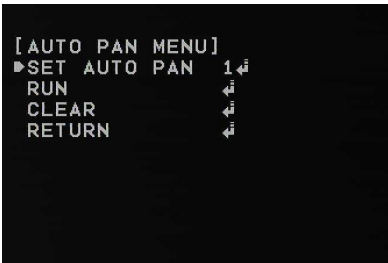 [AUTO PAN MENU]
▶SET AUTO PAN 1↵
RUN ↵
CLEAR ↵
RETURN ↵